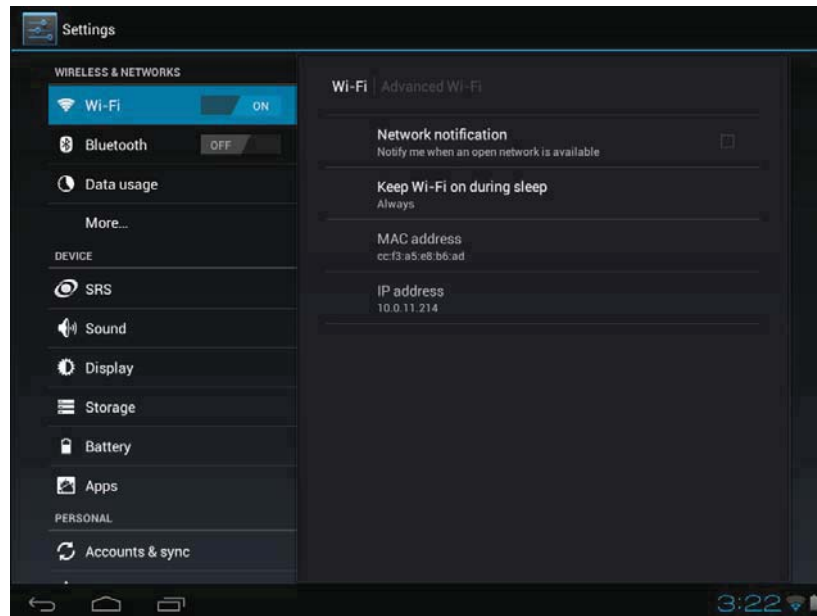 Settings
WIRELESS & NETWORKS
Wi-Fi
ON
Bluetooth
OFF
Data usage
More...
DEVICE
SRS
Sound
Display
Storage
Battery
Apps
PERSONAL
Accounts & sync
Wi-Fi | Advanced Wi-Fi
Network notification
Notify me when an open network is available
Keep Wi-Fi on during sleep
Always
MAC address
cc:f3:a5:e8:b6:ad
IP address
10.0.11.214
3:22